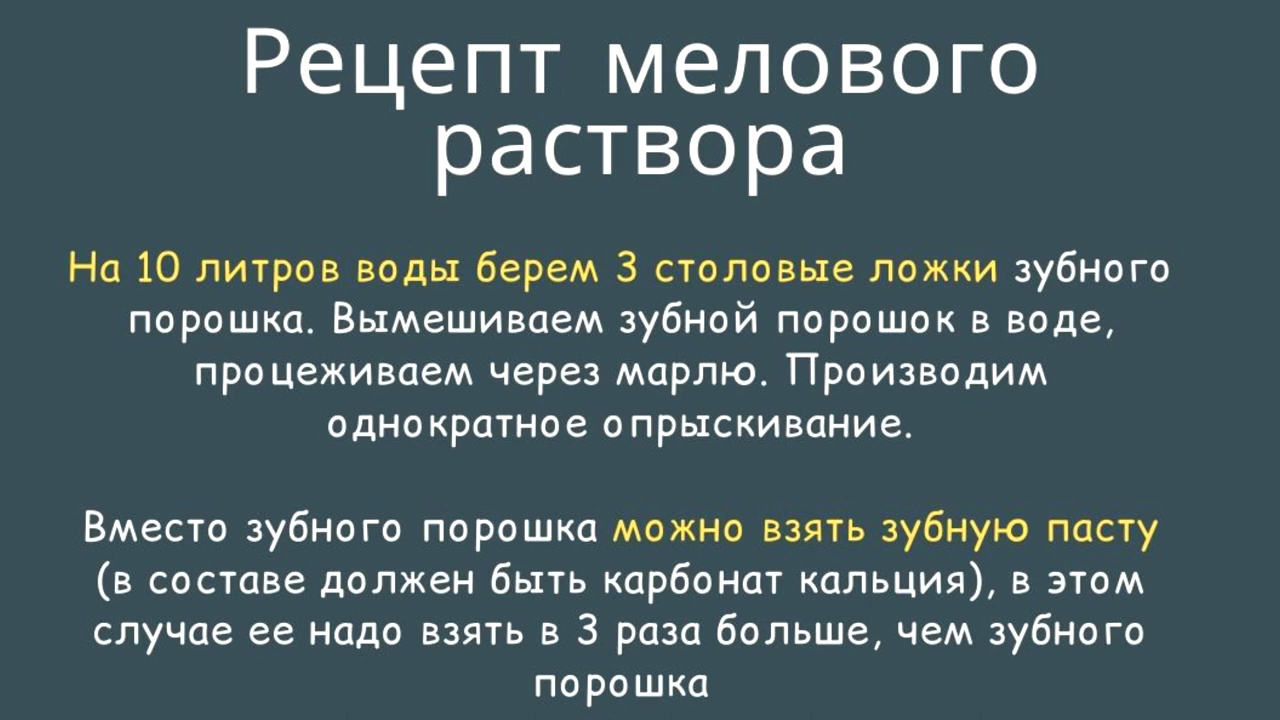 Рецепт мелового
раствора
На 10 литров воды берем 3 столовые ложки зубного
порошка. Вымешиваем зубной порошок в воде,
процеживаем через марлю. Производим
однократное опрыскивание.
Вместо зубного порошка можно взять зубную пасту
(в составе должен быть карбонат кальция), в этом
случае ее надо взять в 3 раза больше, чем зубного
порошка